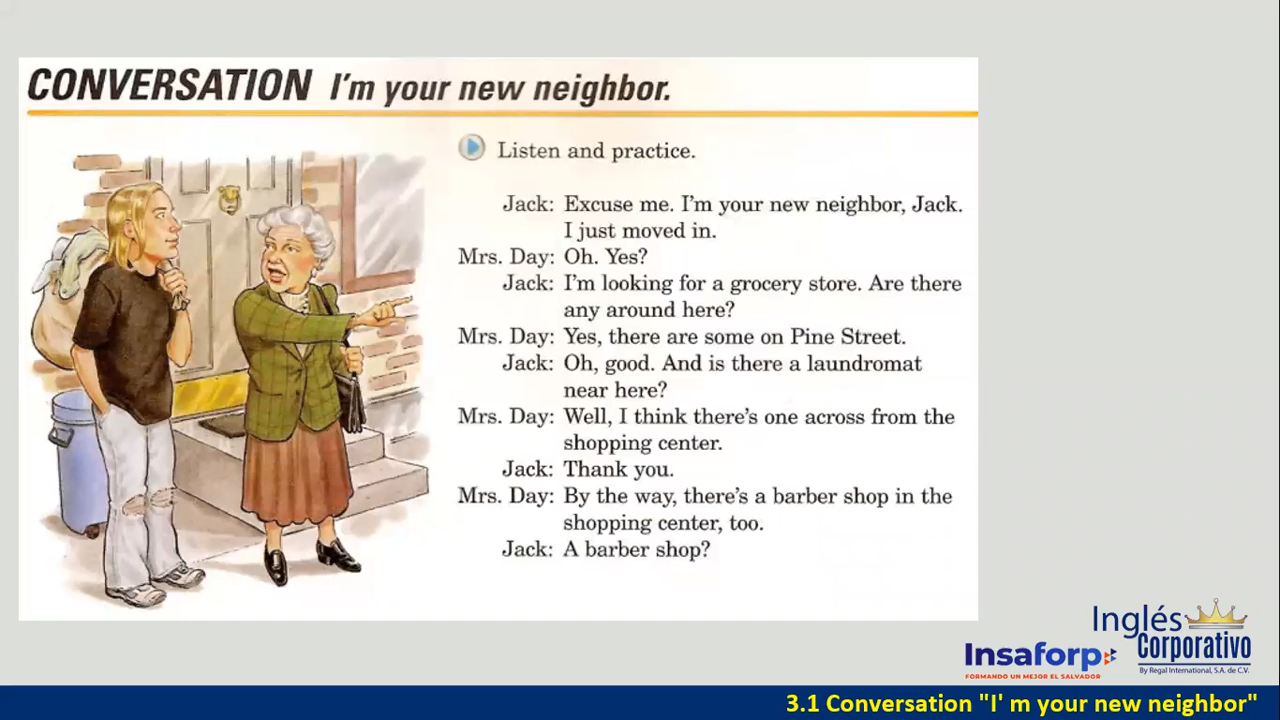 CONVERSATION I'm your new neighbor.
Listen and practice.
Jack: Excuse me. I'm your new neighbor, Jack.
I just moved in.
Mrs. Day: Oh. Yes?
Jack: I'm looking for a grocery store. Are there
any around here?
Mrs. Day: Yes, there are some on Pine Street.
Jack: Oh, good. And is there a laundromat
near here?
Mrs. Day: Well, I think there's one across from the
shopping center.
Jack: Thank you.
Mrs. Day: By the way, there's a barber shop in the
shopping center, too.
Jack: A barber shop?
Inglés
Corporativo
By Regal International, S.A. de C.V.
Insaforp
FORMANDO UN MEJOR EL SALVADOR
3.1 Conversation "I' m your new neighbor"